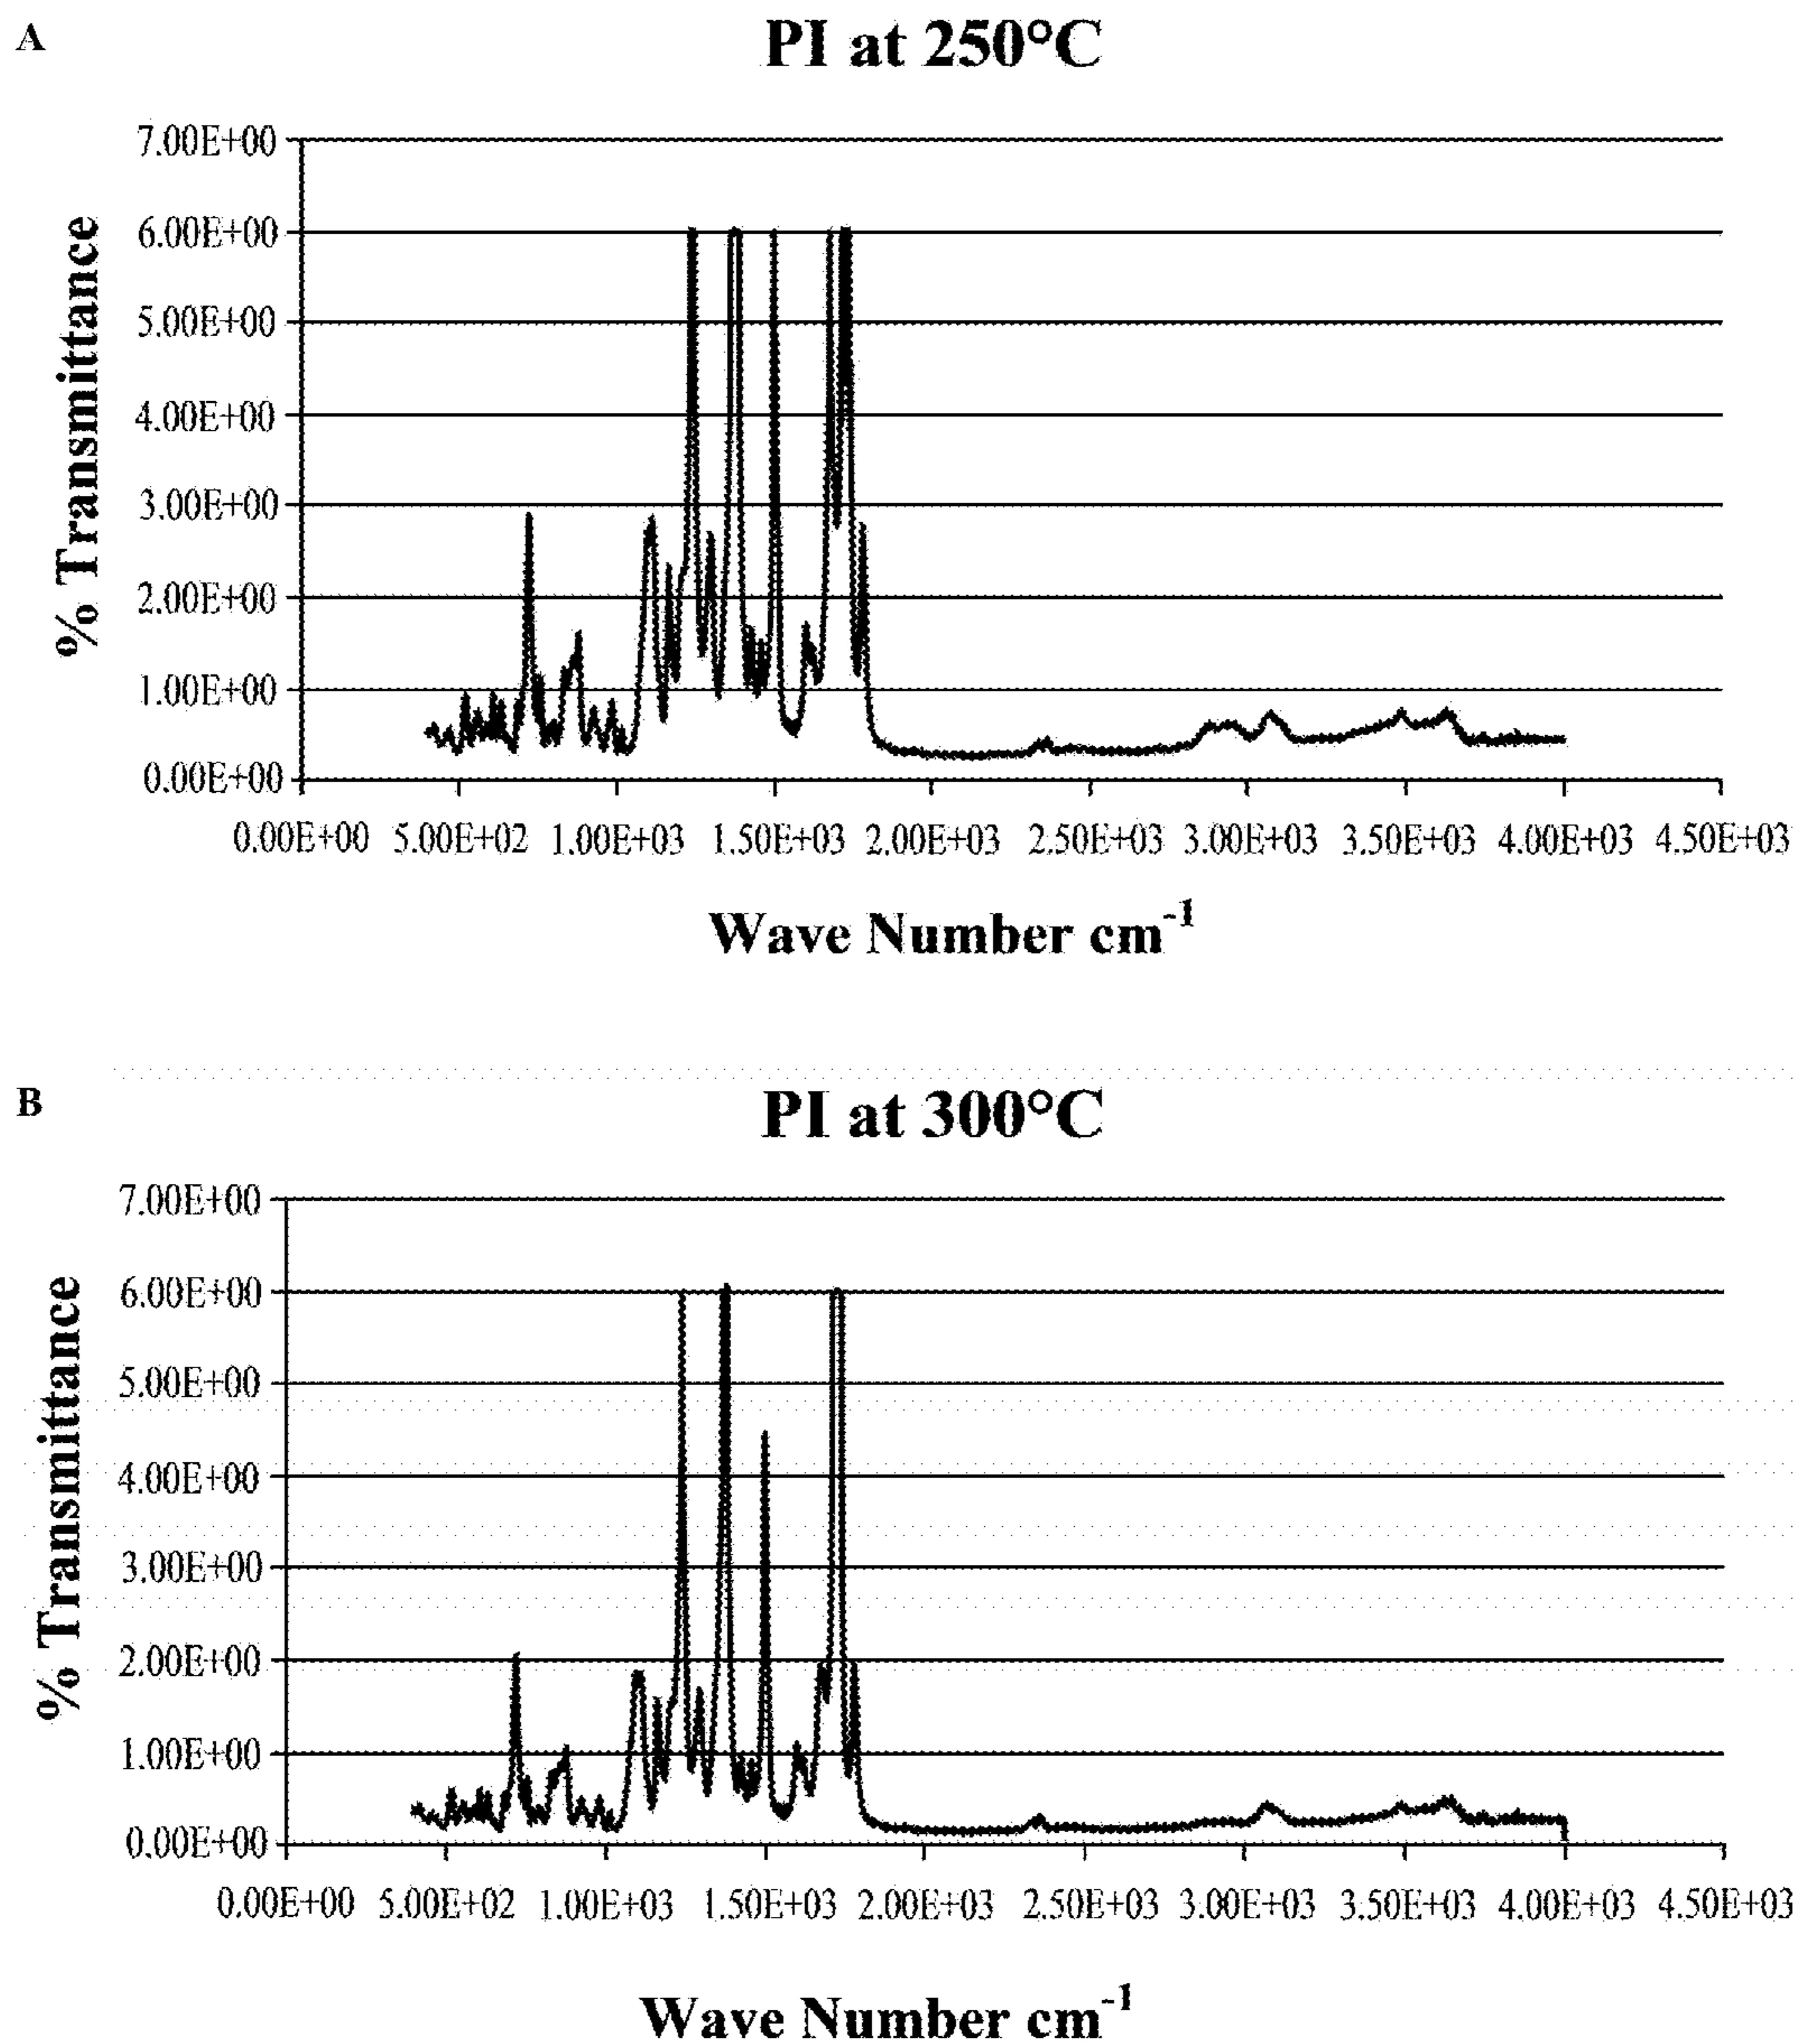 A
PI at 250°C
7.00E+00
6.00E+00
5.00E+00
4.00E+00
3.00E+00
2.00E+00
1.00E+00
0.00E+00
% Transmittance
0.00E+00 5.00E+02 1.00E+03 1.50E+03 2.00E+03 2.50E+03 3.00E+03 3.50E+03 4.00E+03 4.50E+03
Wave Number cm⁻¹
B
PI at 300°C
7.00E+00
6.00E+00
5.00E+00
4.00E+00
3.00E+00
2.00E+00
1.00E+00
0.00E+00
% Transmittance
0.00E+00 5.00E+02 1.00E+03 1.50E+03 2.00E+03 2.50E+03 3.00E+03 3.50E+03 4.00E+03 4.50E+03
Wave Number cm⁻¹